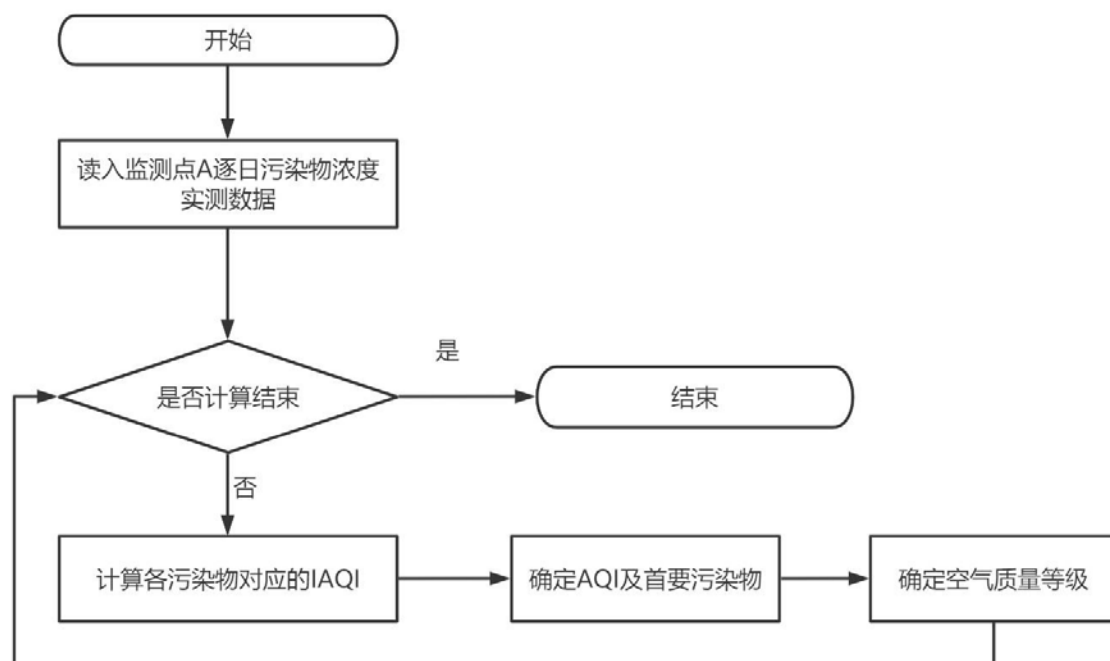 开始
读入监测点A逐日污染物浓度
实测数据
是
是否计算结束
结束
否
计算各污染物对应的IAQI
确定AQI及首要污染物
确定空气质量等级